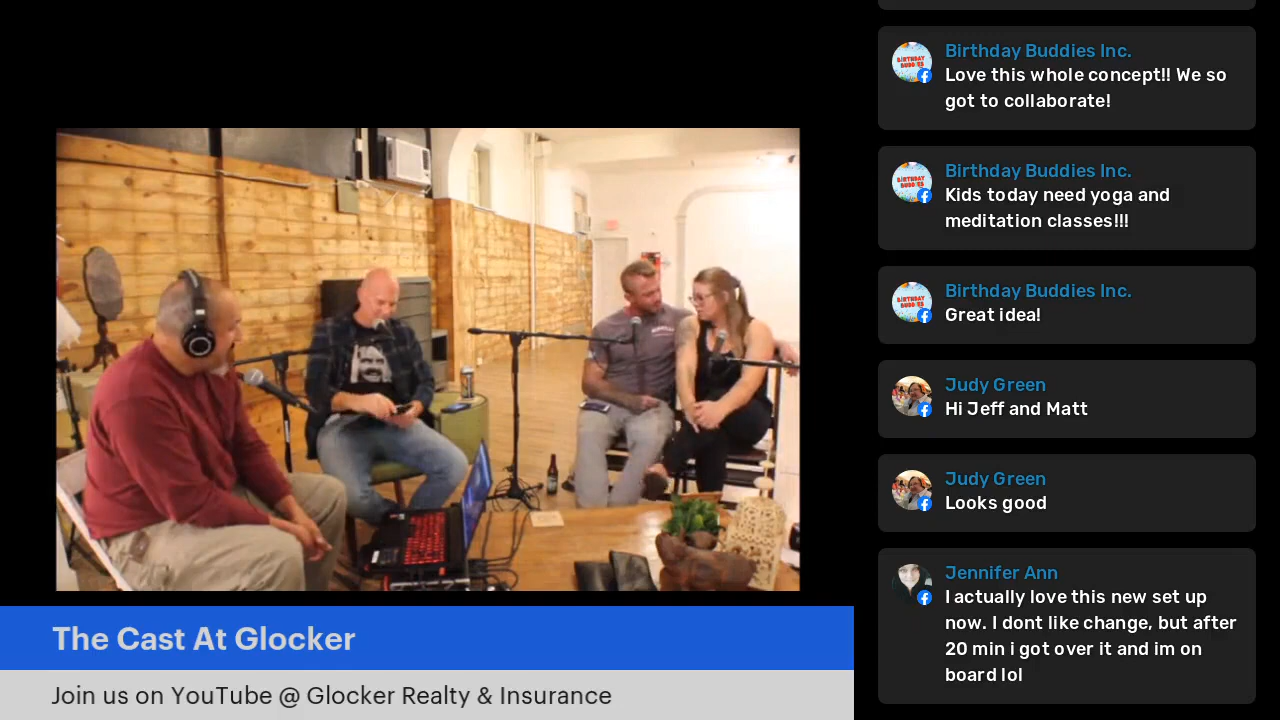 Birthday Buddies Inc.
Love this whole concept!! We so
got to collaborate!
Birthday Buddies Inc.
Kids today need yoga and
meditation classes!!!
Birthday Buddies Inc.
Great idea!
Judy Green
Hi Jeff and Matt
Judy Green
Looks good
Jennifer Ann
I actually love this new set up
now. I dont like change, but after
20 min i got over it and im on
board lol
The Cast At Glocker
Join us on YouTube @ Glocker Realty & Insurance